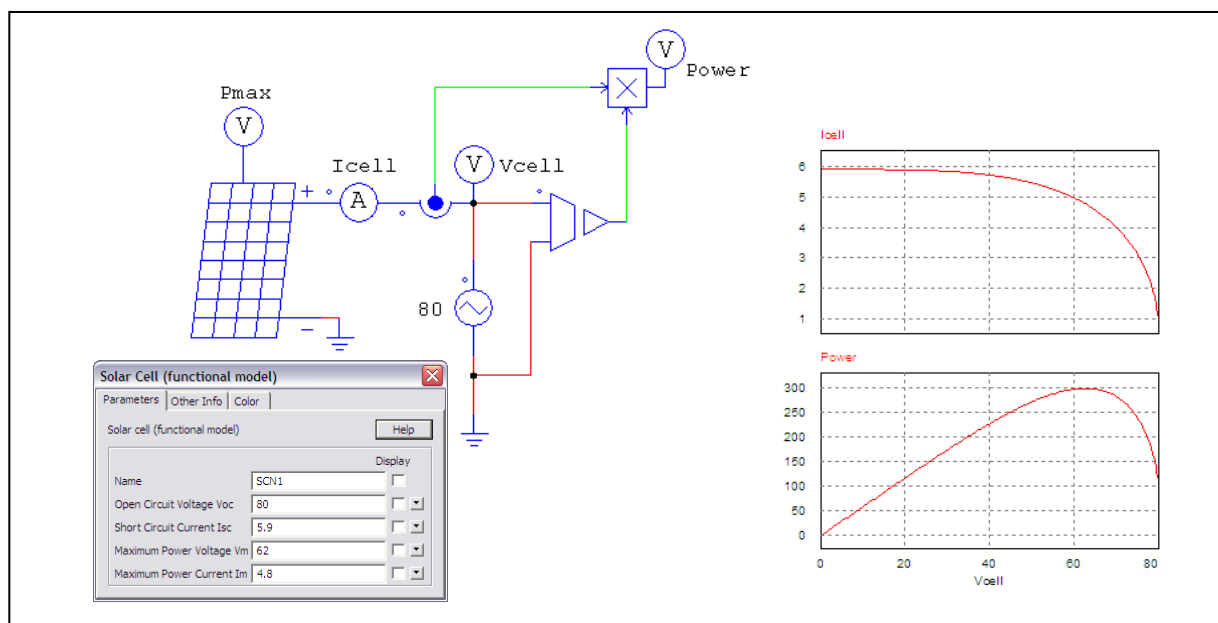 V
Power
Pmax
V
Icell
A
V
Vcell
+
80
−
Solar Cell (functional model)
Parameters
Other Info
Color
Solar cell (functional model)
Help
Display
Name
SCN1
Open Circuit Voltage Voc
80
Short Circuit Current Isc
5.9
Maximum Power Voltage Vm
62
Maximum Power Current Im
4.8
Icell
6
5
4
3
2
1
Power
300
250
200
150
100
50
0
0 20 40 60 80
Vcell